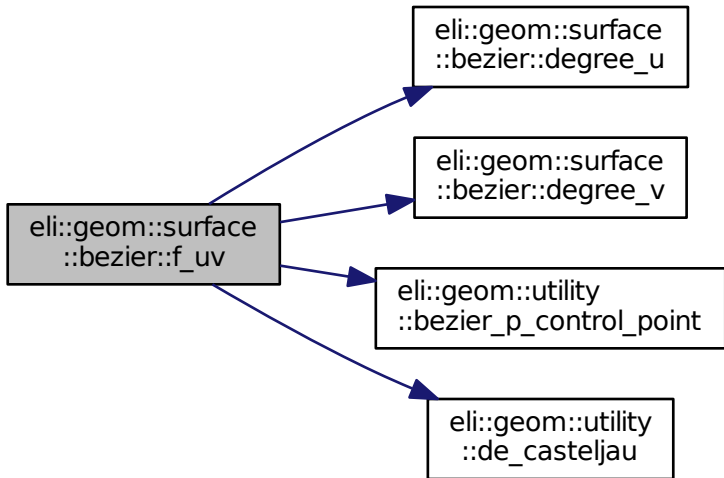 eli::geom::surface
::bezier::degree_u
eli::geom::surface
::bezier::degree_v
eli::geom::surface
::bezier::f_uv
eli::geom::utility
::bezier_p_control_point
eli::geom::utility
::de_casteljau